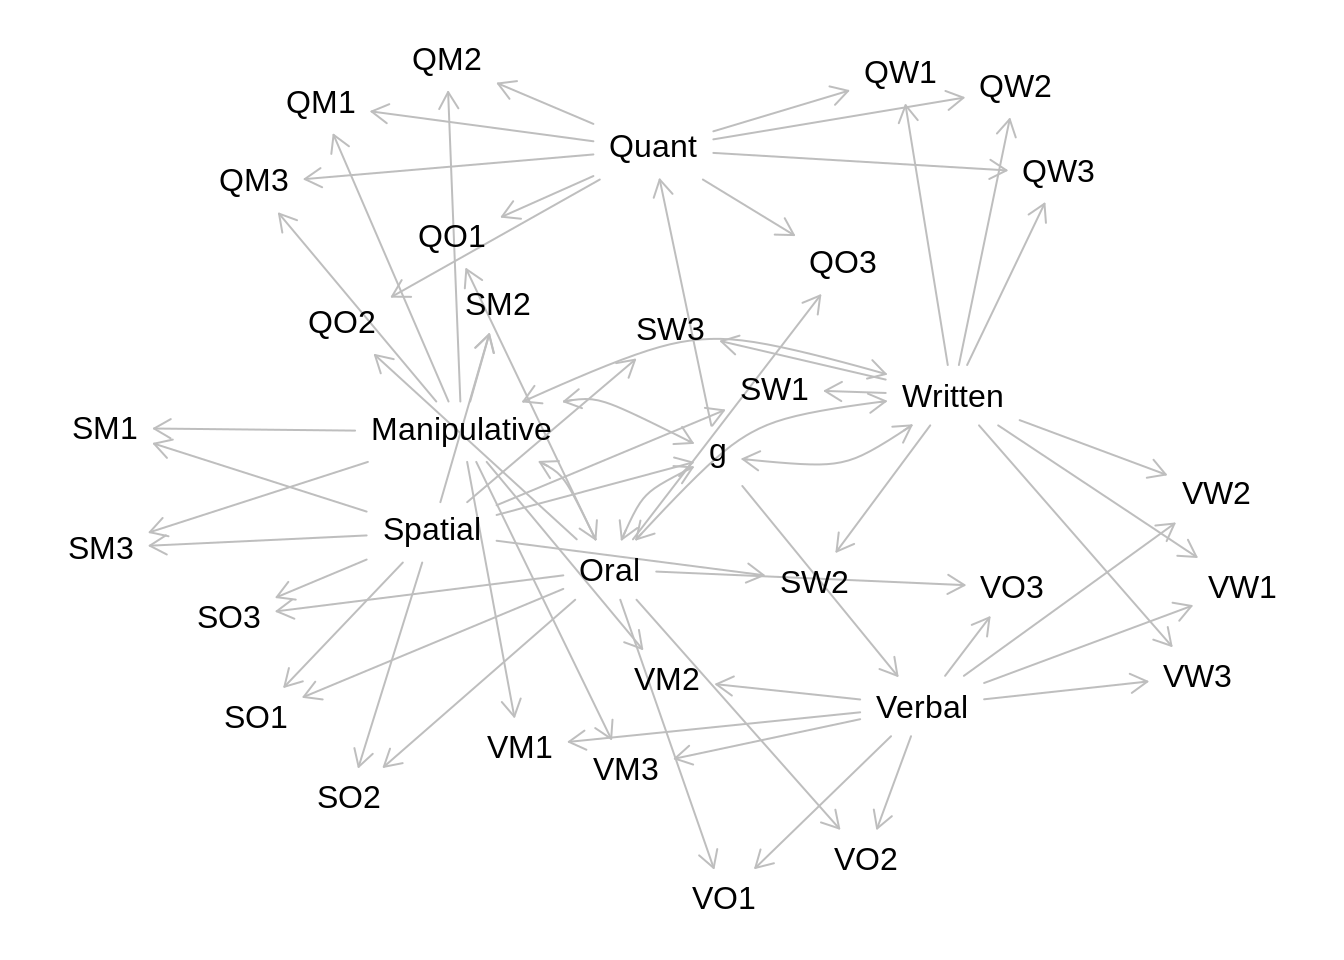 QM2
QW1
QW2
QM1
Quant
QW3
QM3
QO1
QO3
SM2
QO2
SW3
SW1
Written
SM1
Manipulative
g
VW2
Spatial
SM3
Oral
SW2
VO3
VW1
SO3
VM2
VW3
SO1
Verbal
VM1
VM3
SO2
VO2
VO1